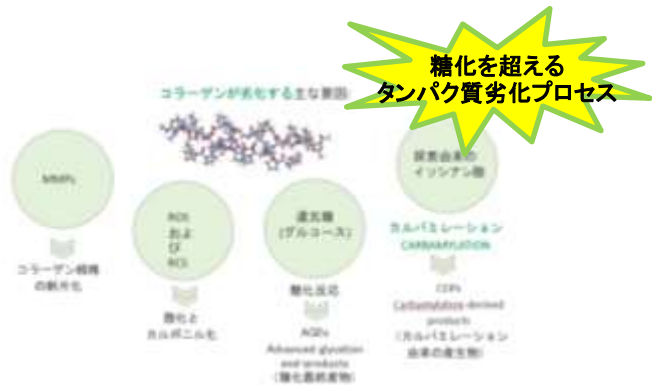 糖化を超える
タンパク質劣化プロセス
コラーゲンが劣化する主な要因
MMPs
ROS
および
RCS
還元糖
(グルコース)
尿素由来の
イソシアン酸
コラーゲン線維
の断片化
酸化と
カルボニル化
糖化反応
AGEs
Advanced glycation
end products
(糖化最終産物)
カルバミレーション
CARBAMYLATION
CDPs
Carbamylation-derived
products
(カルバミレーション
由来の産生物)